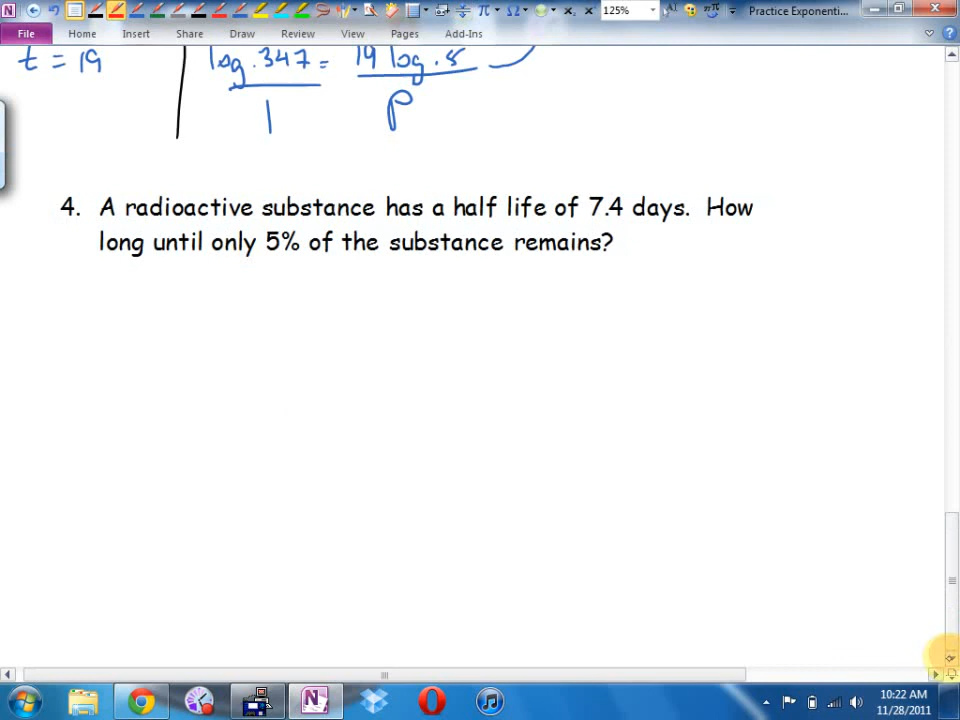 125%
Practice Exponenti...
File Home Insert Share Draw Review View Pages Add-Ins
t = 19
log .347 = 19 log .5
1 P
4. A radioactive substance has a half life of 7.4 days. How
long until only 5% of the substance remains?
10:22 AM
11/28/2011